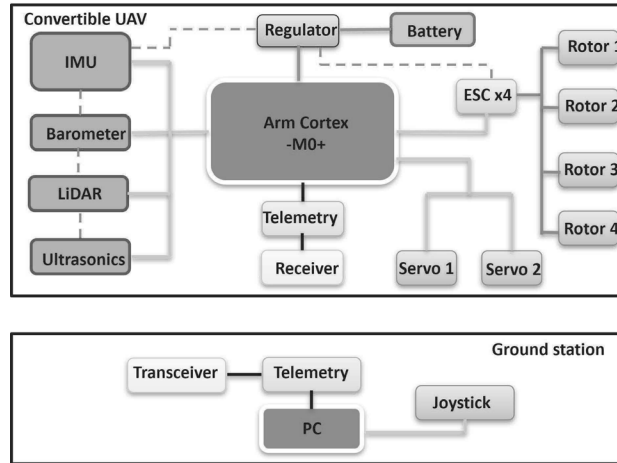 Convertible UAV
Regulator
Battery
IMU
ESC x4
Rotor 1
Rotor 2
Barometer
Arm Cortex
-M0+
LiDAR
Rotor 3
Telemetry
Rotor 4
Ultrasonics
Receiver
Servo 1
Servo 2
Ground station
Transceiver
Telemetry
Joystick
PC